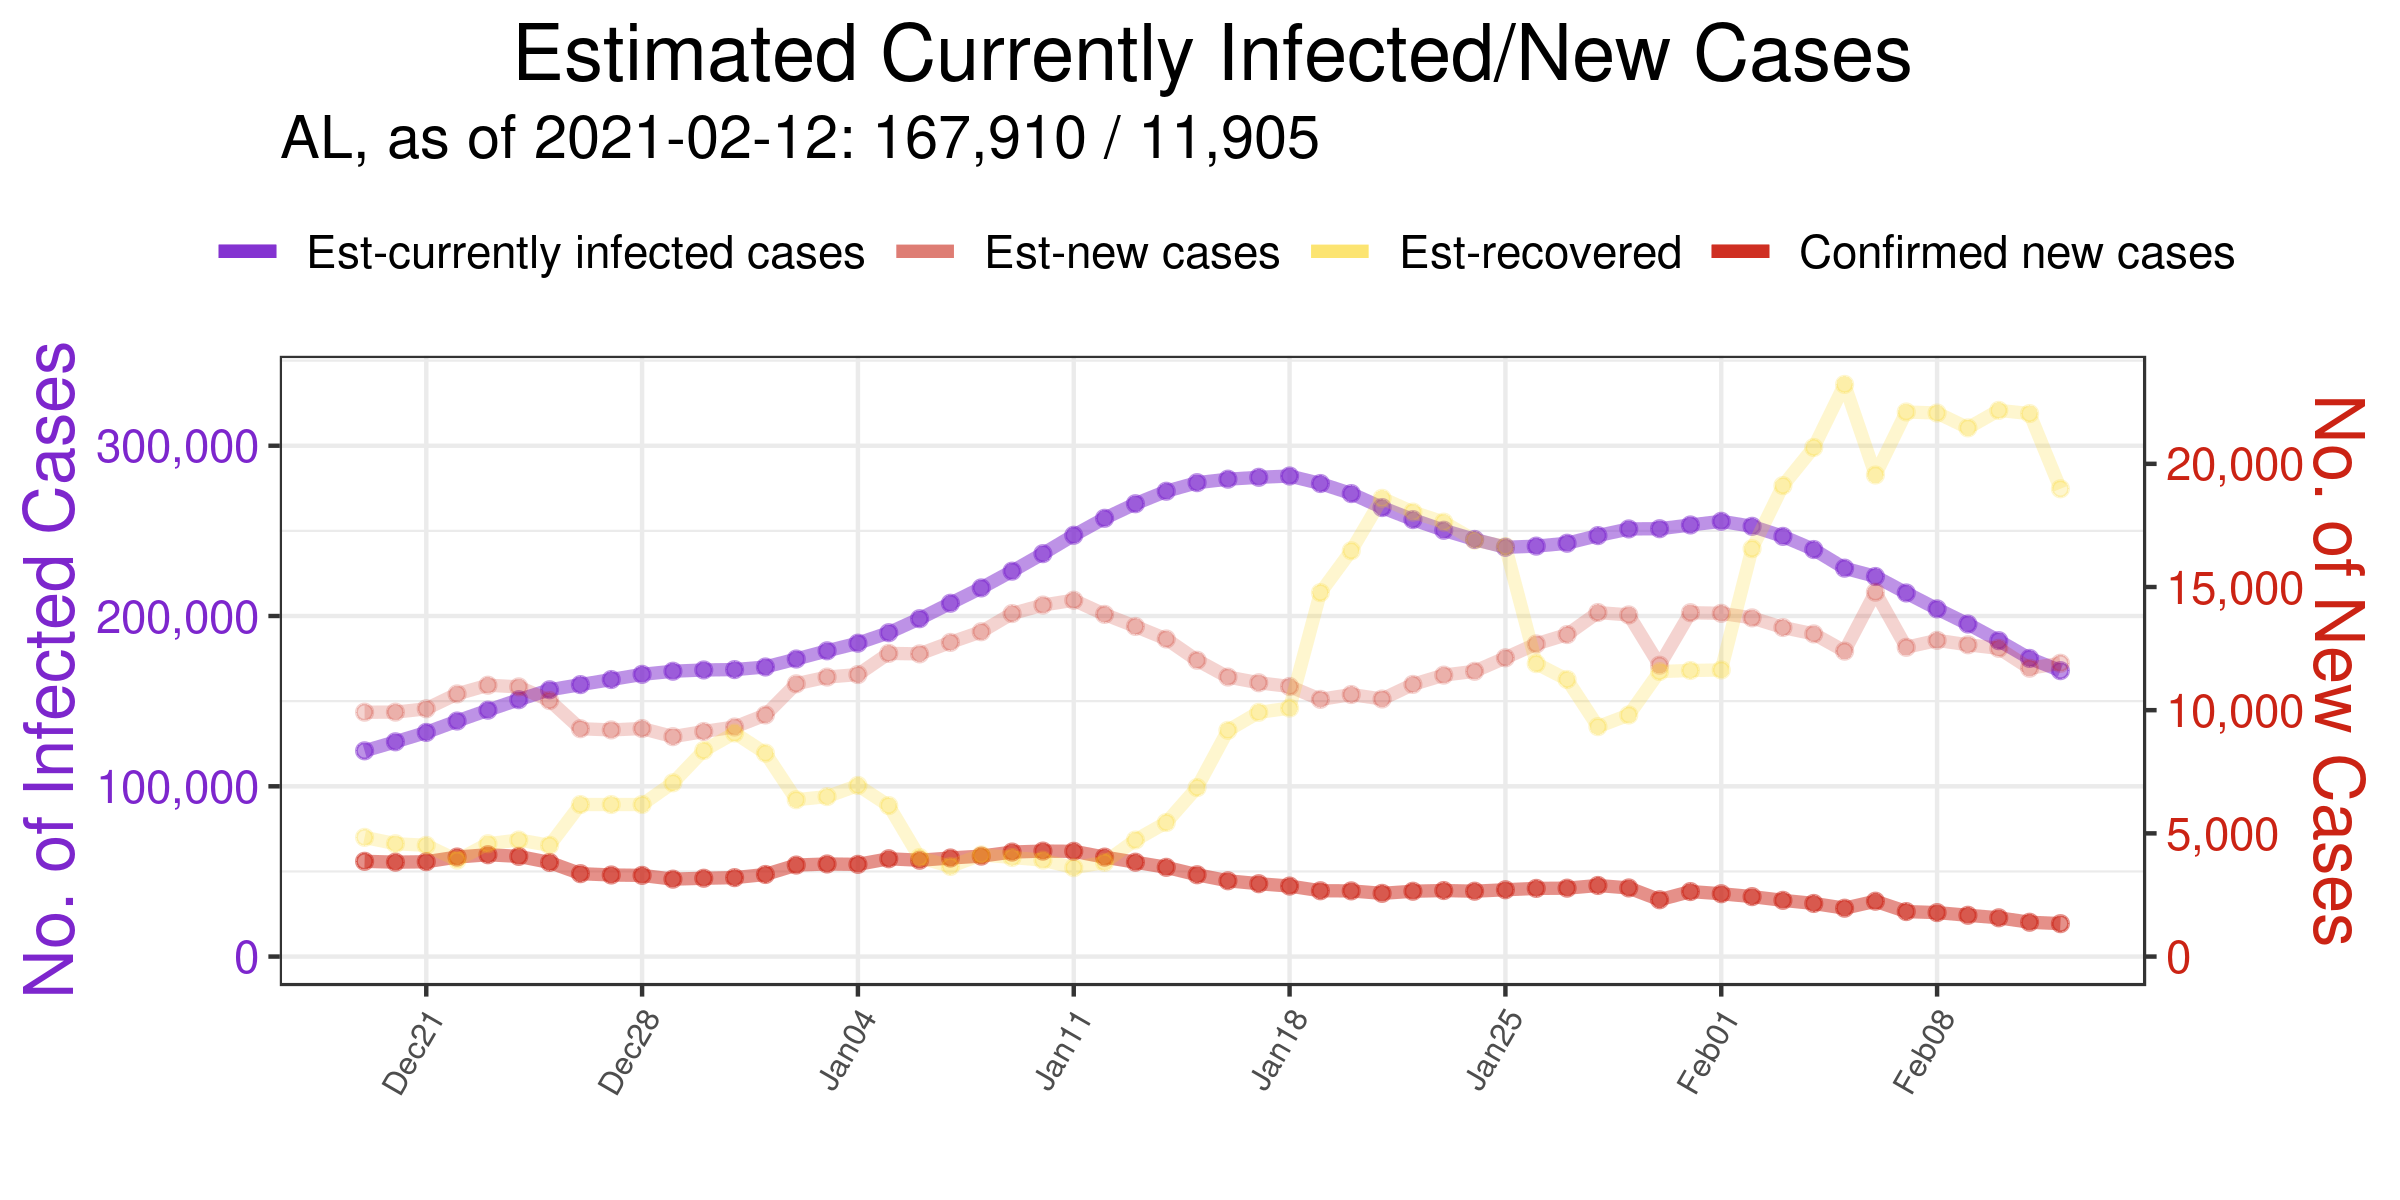 Estimated Currently Infected/New Cases
AL, as of 2021-02-12: 167,910 / 11,905
Est-currently infected cases
Est-new cases
Est-recovered
Confirmed new cases
No. of Infected Cases
300,000
200,000
100,000
0
No. of New Cases
20,000
15,000
10,000
5,000
0
Dec21
Dec28
Jan04
Jan11
Jan18
Jan25
Feb01
Feb08